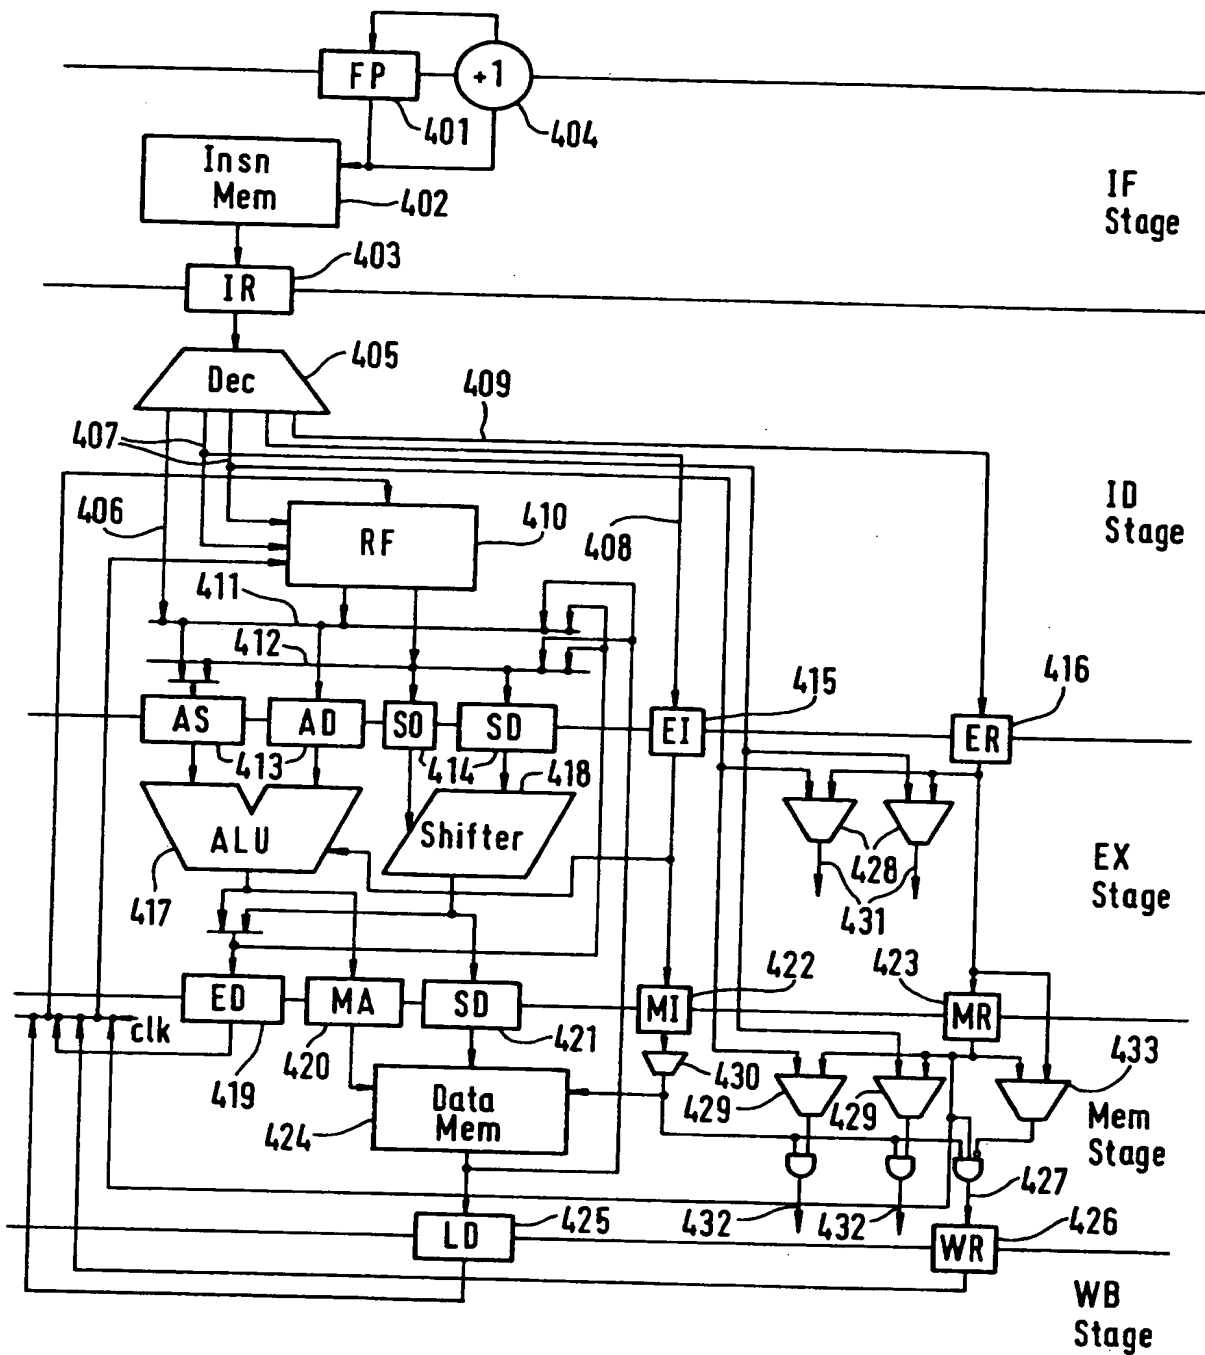 FP
+1
401
404
Insn
Mem
402
IF
Stage
403
IR
405
Dec
409
407
406
RF
410
408
ID
Stage
411
412
415
416
AS
AD
SO
SD
EI
ER
413
414
418
ALU
Shifter
417
428
431
EX
Stage
422
423
ED
MA
SD
MI
MR
clk
419
420
421
430
433
429
429
Data
Mem
424
Mem
Stage
427
432
432
425
426
LD
WR
WB
Stage